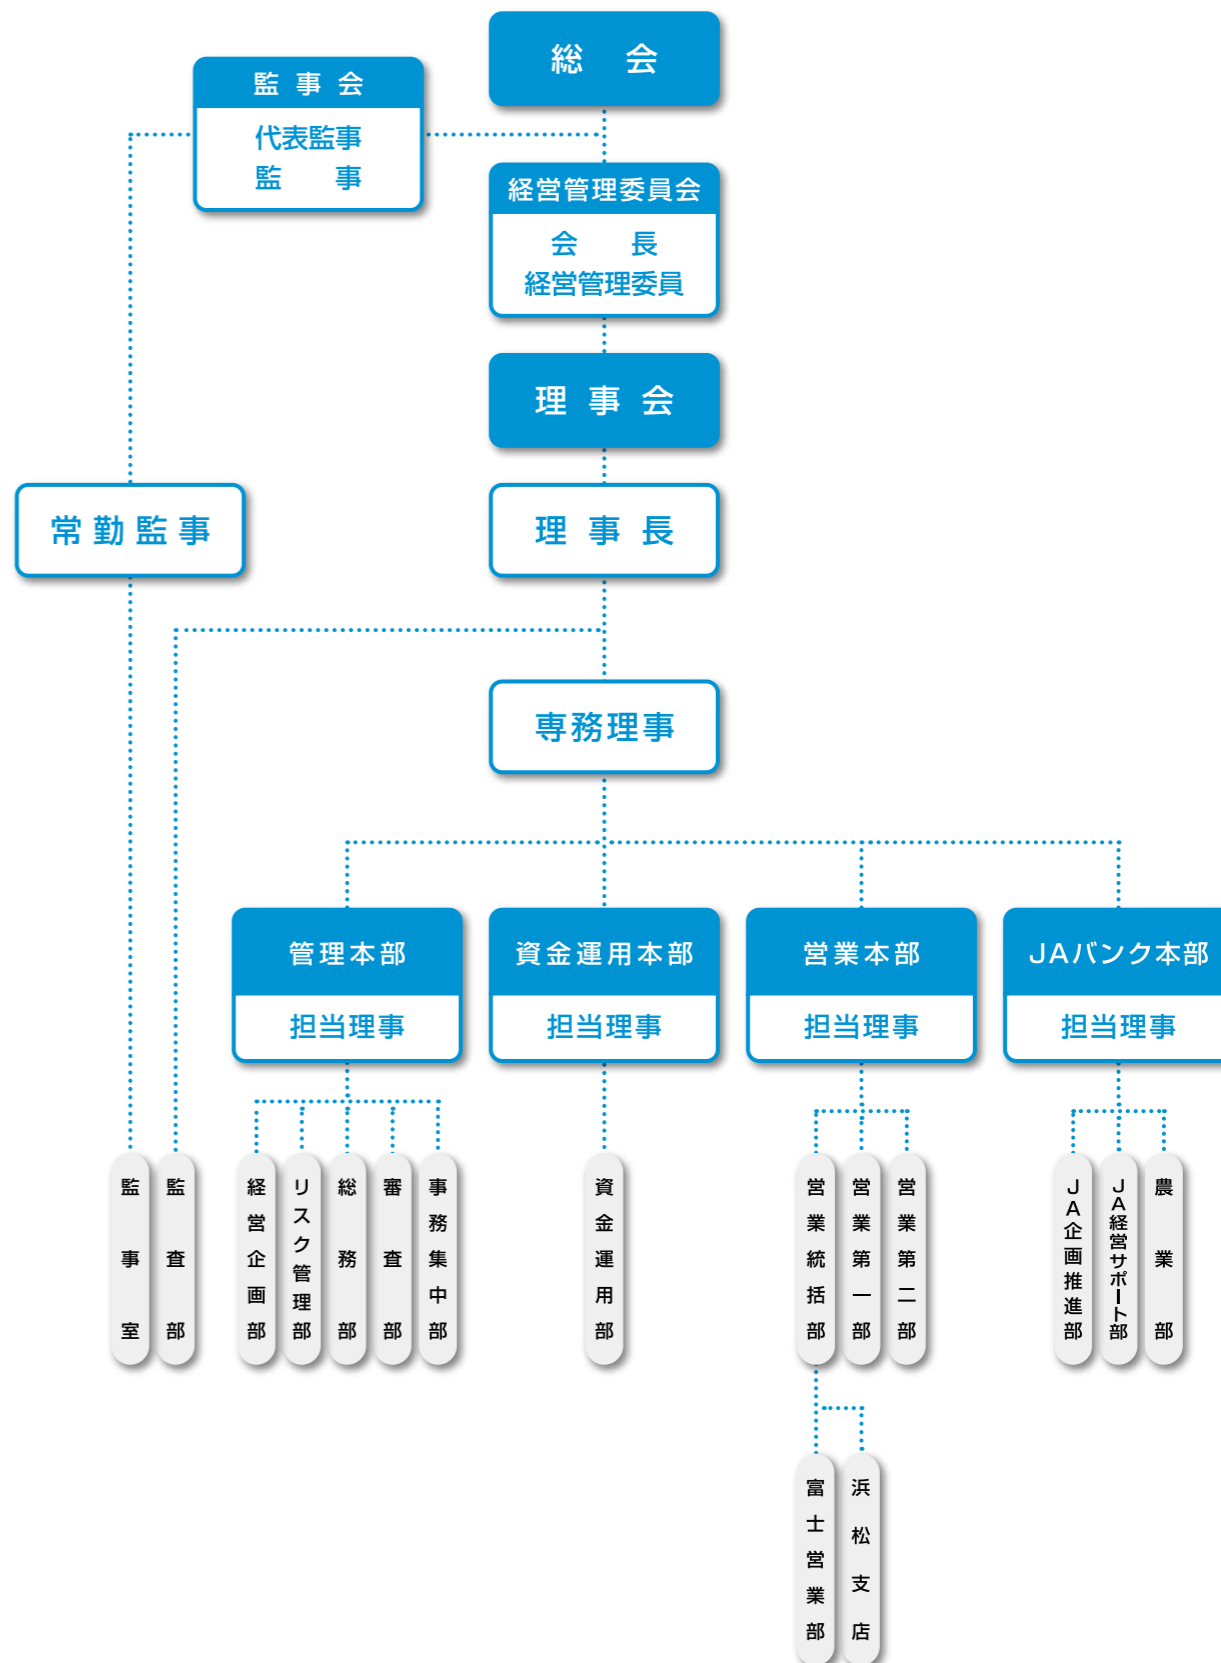 総会
監事会
代表監事
監事
経営管理委員会
会長
経営管理委員
理事会
常勤監事
理事長
専務理事
管理本部
担当理事
資金運用本部
担当理事
営業本部
担当理事
JAバンク本部
担当理事
監事室
監査部
経営企画部
リスク管理部
総務部
審査部
事務集中部
資金運用部
営業統括部
営業第一部
営業第二部
JA企画推進部
JA経営サポート部
農業部
富士営業部
浜松支店